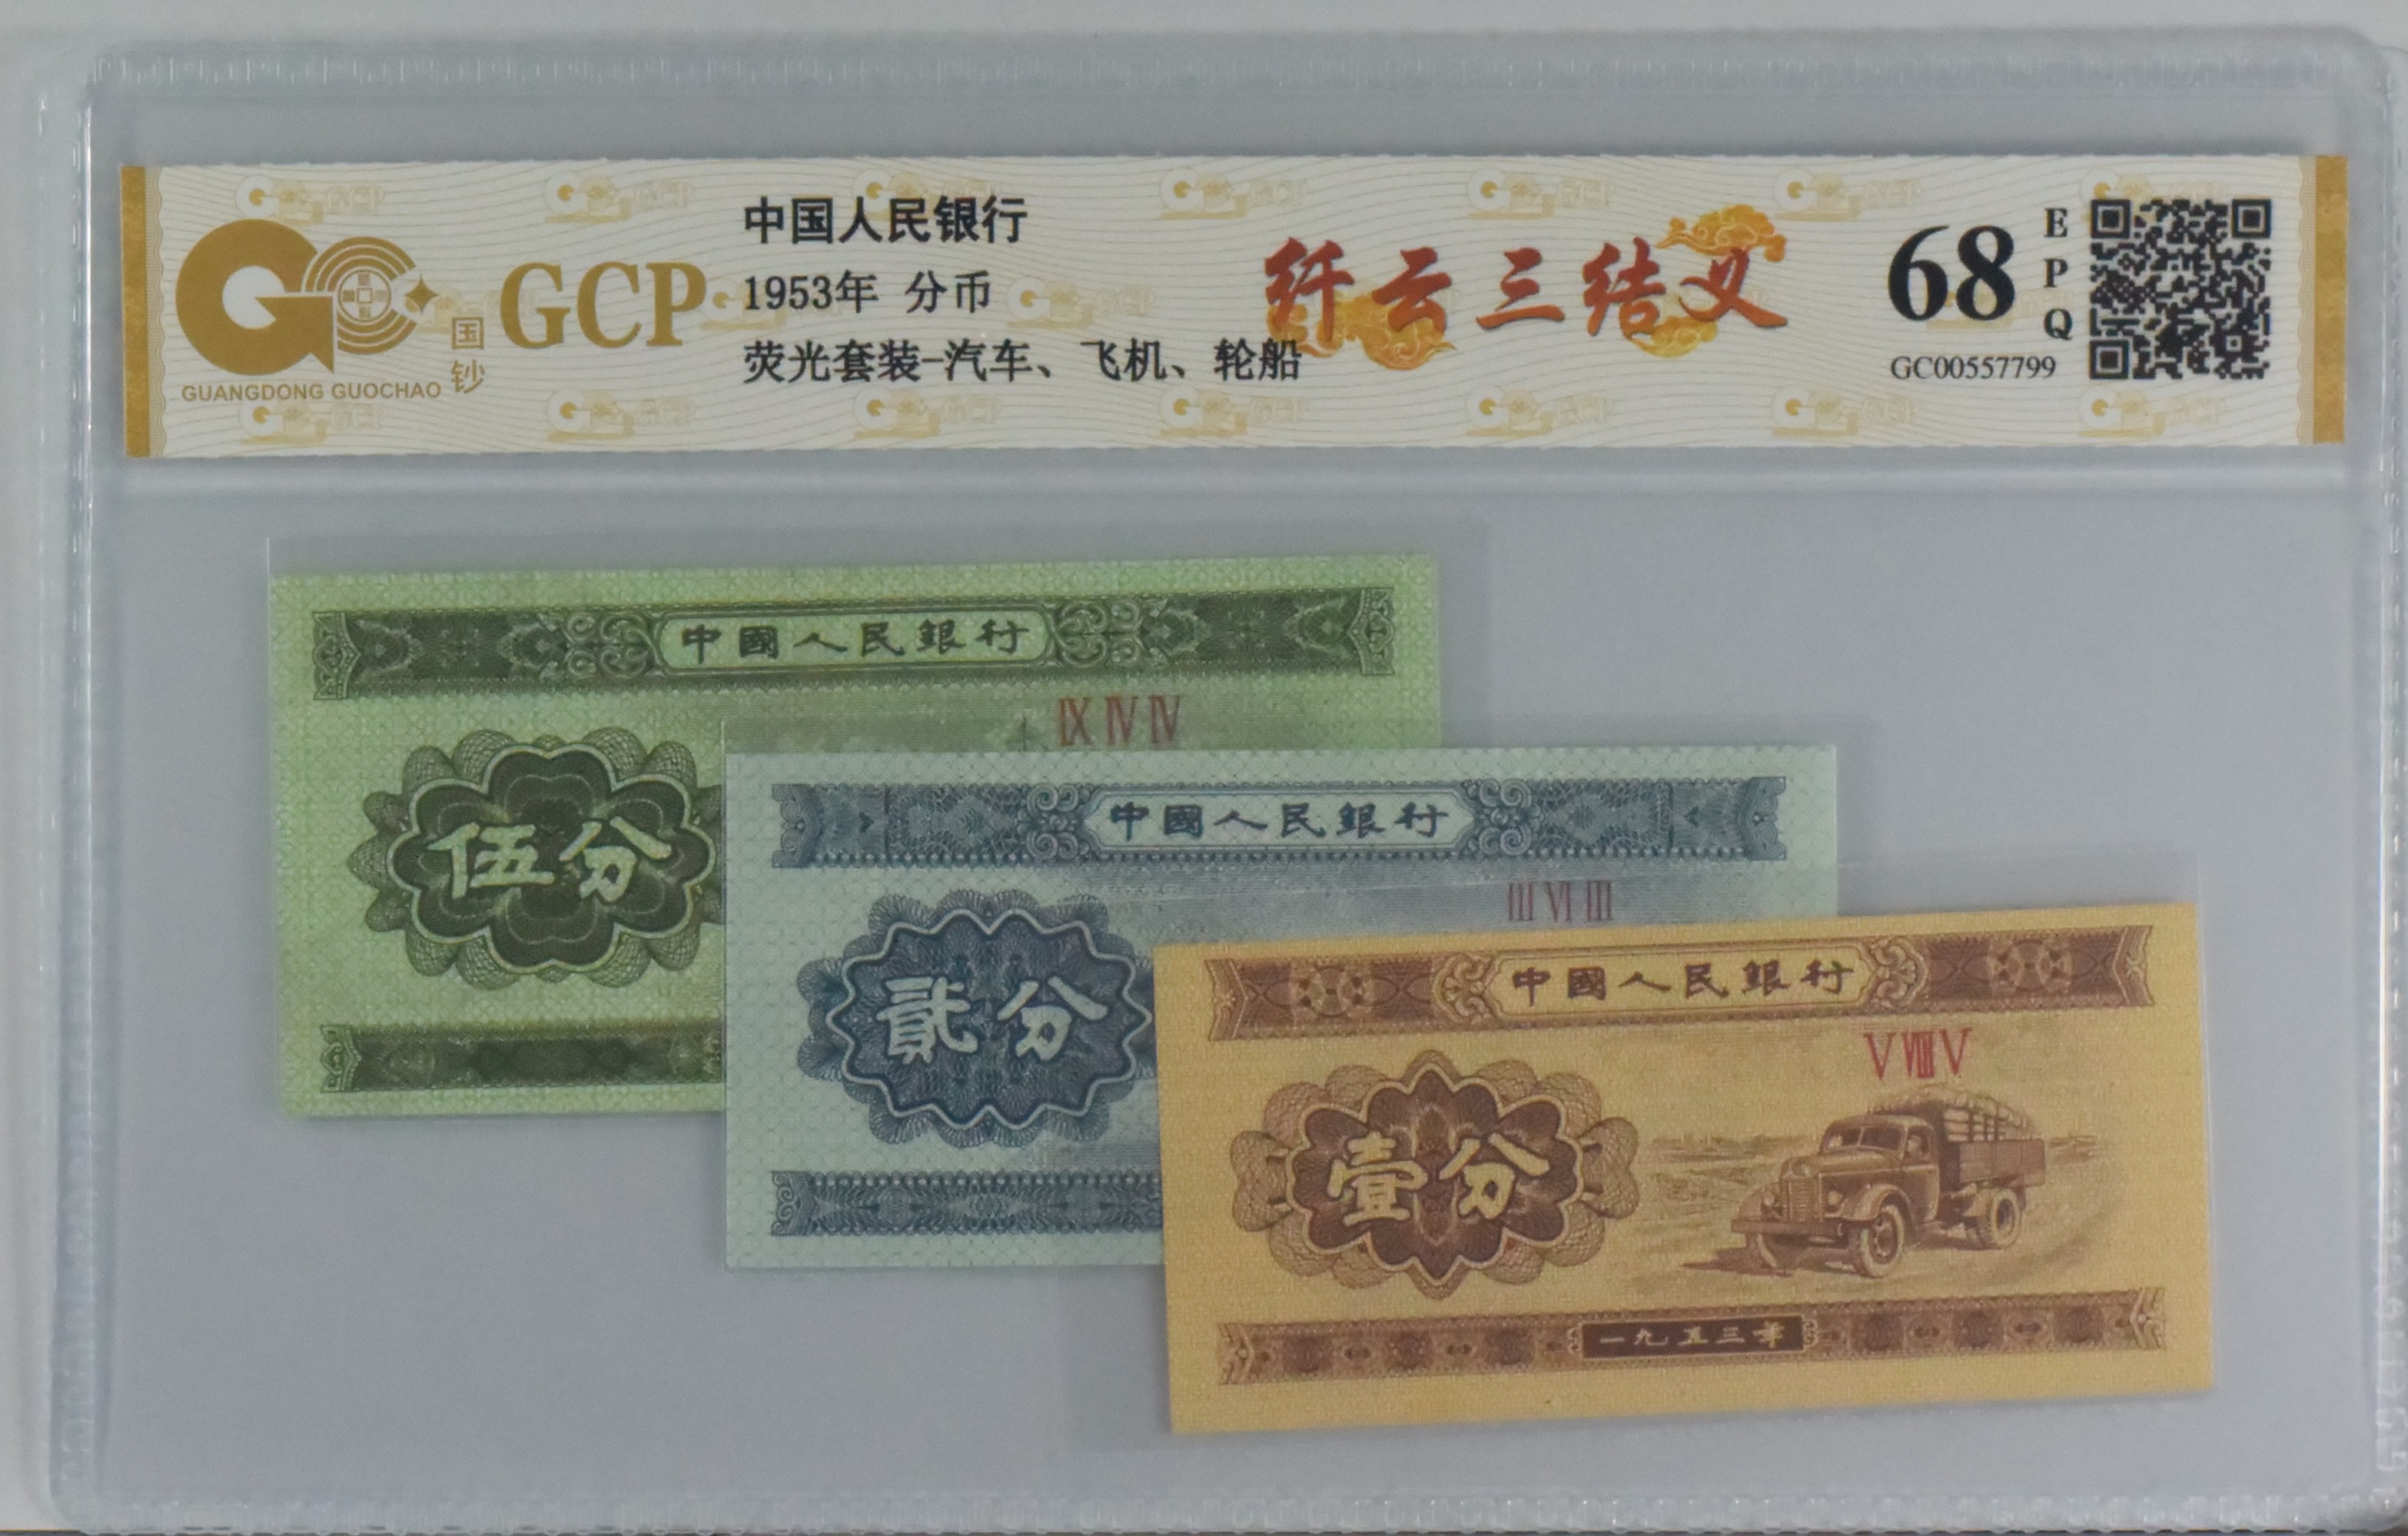 GCP
国钞
GUANGDONG GUOCHAO
中国人民银行
1953年 分币
荧光套装-汽车、飞机、轮船
纤云三结义
68
EPQ
GC00557799
中國人民銀行
IX IV IV
伍分
中國人民銀行
III VI III
貳分
中國人民銀行
V VIII V
壹分
一九五三年